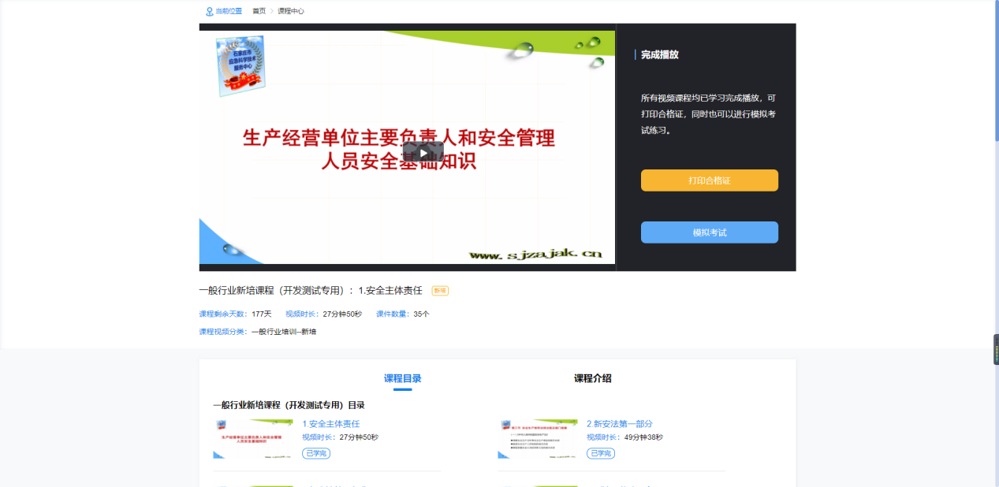 当前位置 首页 > 课程中心
石家庄市
应急科学技术
服务中心
生产经营单位主要负责人和安全管理
人员安全基础知识
www.sjzajak.cn
完成播放
所有视频课程均已学习完成播放，可
打印合格证，同时也可以进行模拟考
试练习。
打印合格证
模拟考试
一般行业新培课程（开发测试专用）：1.安全主体责任 新培
课程剩余天数：177天 视频时长：27分钟50秒 课件数量：35个
课程视频分类：一般行业培训--新培
课程目录 课程介绍
一般行业新培课程（开发测试专用）目录
生产经营单位主要负责人和安全管理
人员安全基础知识
1.安全主体责任
视频时长：27分钟50秒
已学完
2.新安法第一部分
视频时长：49分钟38秒
已学完